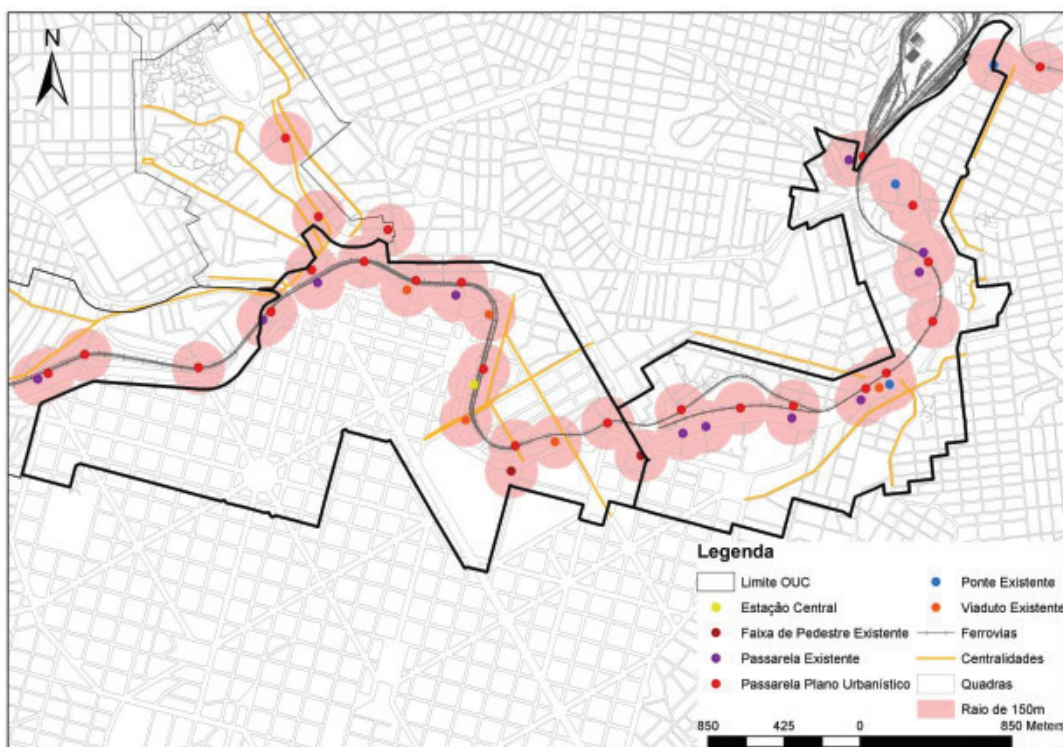 N
Legenda
Limite OUC
Estação Central
Faixa de Pedestre Existente
Passarela Existente
Passarela Plano Urbanístico
Ponte Existente
Viaduto Existente
Ferrovias
Centralidades
Quadras
Raio de 150m
850 425 0 850 Meters